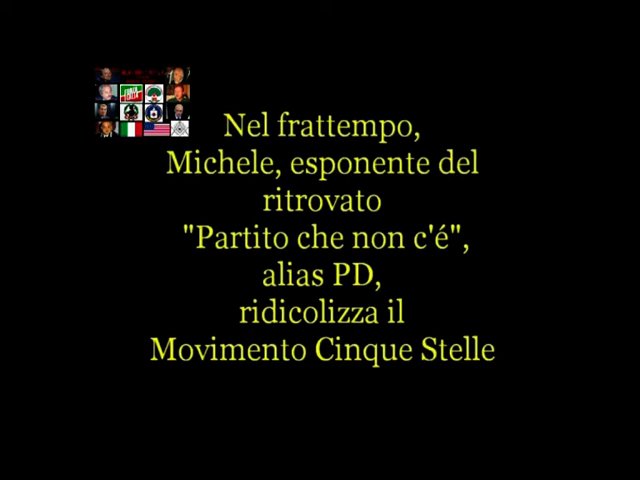 Nel frattempo,
Michele, esponente del
ritrovato
"Partito che non c'é",
alias PD,
ridicolizza il
Movimento Cinque Stelle